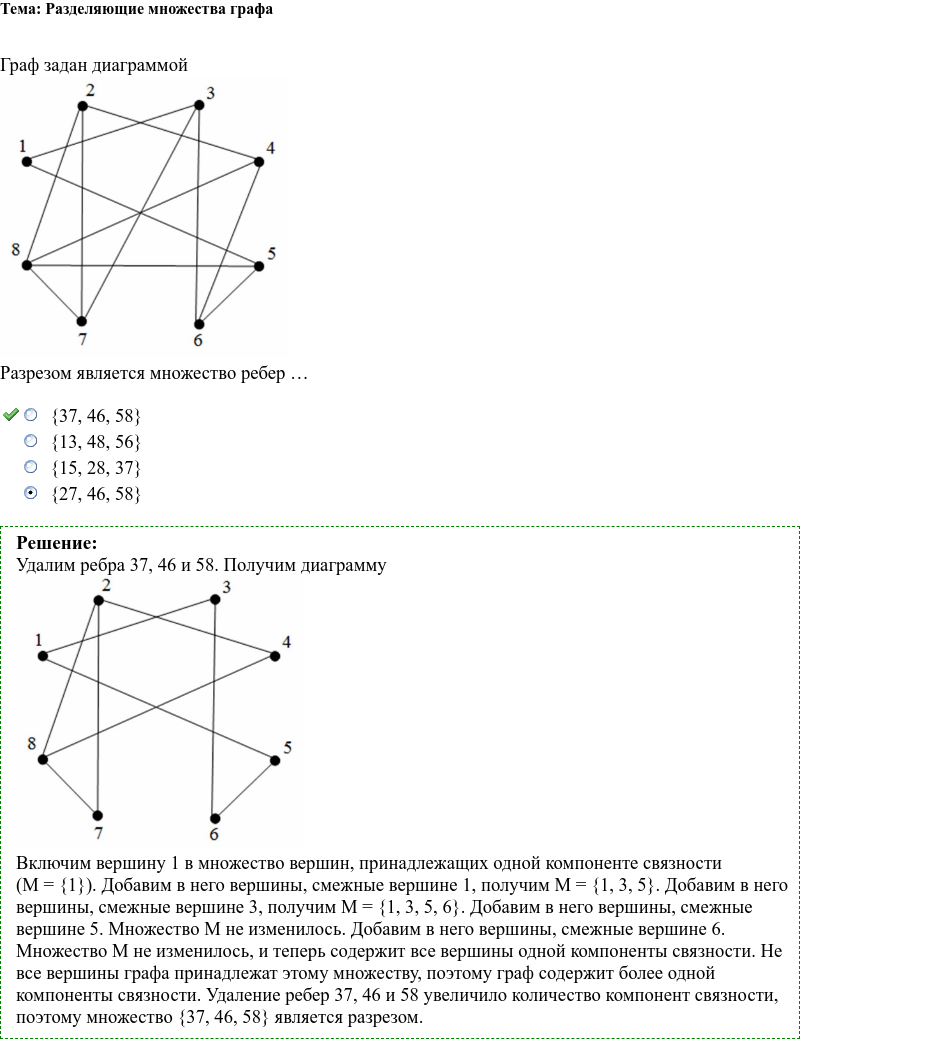 Тема: Разделяющие множества графа
Граф задан диаграммой
2
3
1
4
8
5
7
6
Разрезом является множество ребер …
{37, 46, 58}
{13, 48, 56}
{15, 28, 37}
{27, 46, 58}
Решение:
Удалим ребра 37, 46 и 58. Получим диаграмму
2
3
1
4
8
5
7
6
Включим вершину 1 в множество вершин, принадлежащих одной компоненте связности
(M = {1}). Добавим в него вершины, смежные вершине 1, получим M = {1, 3, 5}. Добавим в него
вершины, смежные вершине 3, получим M = {1, 3, 5, 6}. Добавим в него вершины, смежные
вершине 5. Множество M не изменилось. Добавим в него вершины, смежные вершине 6.
Множество M не изменилось, и теперь содержит все вершины одной компоненты связности. Не
все вершины графа принадлежат этому множеству, поэтому граф содержит более одной
компоненты связности. Удаление ребер 37, 46 и 58 увеличило количество компонент связности,
поэтому множество {37, 46, 58} является разрезом.